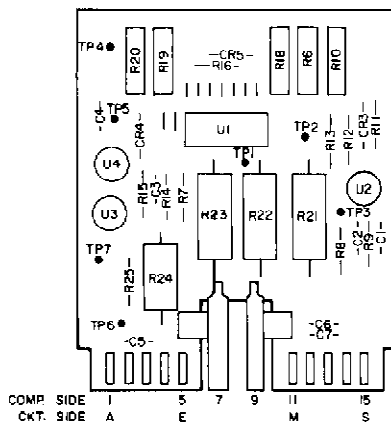 TP4
R20
R19
CR5
R16
R18
R6
R10
C4
TP5
CR4
U1
TP1
TP2
R13
R12
CR3
R11
U4
U3
R15
C3
R14
R7
R23
R22
R21
U2
TP3
R8
C2
R9
C1
TP7
R25
R24
TP6
C5
C6
C7
COMP. SIDE 1 5 7 9 11 15
CKT. SIDE A E M S